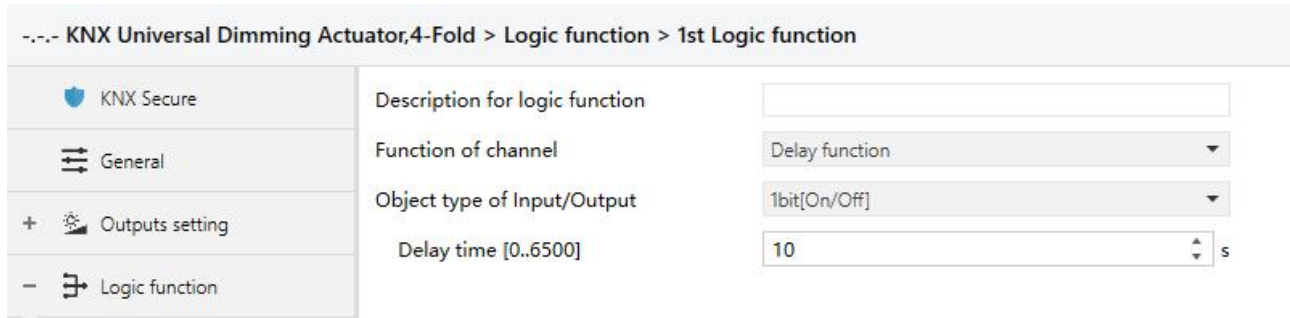 -.-.- KNX Universal Dimming Actuator,4-Fold > Logic function > 1st Logic function
KNX Secure
General
+ Outputs setting
− Logic function
Description for logic function
Function of channel Delay function
Object type of Input/Output 1bit[On/Off]
Delay time [0..6500] 10 s